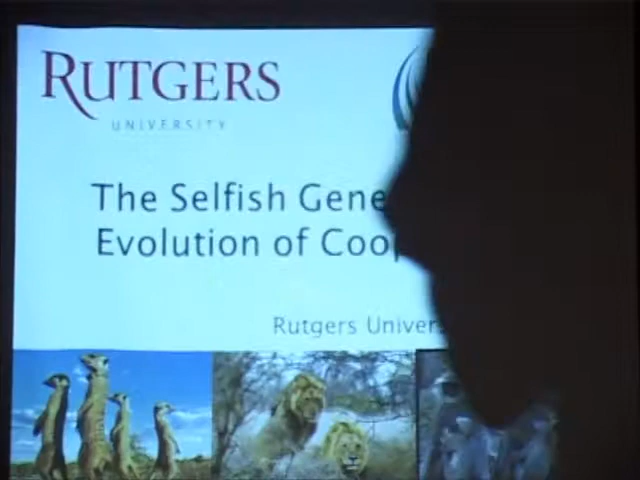 RUTGERS
UNIVERSITY
The Selfish Gene
Evolution of
Rutgers